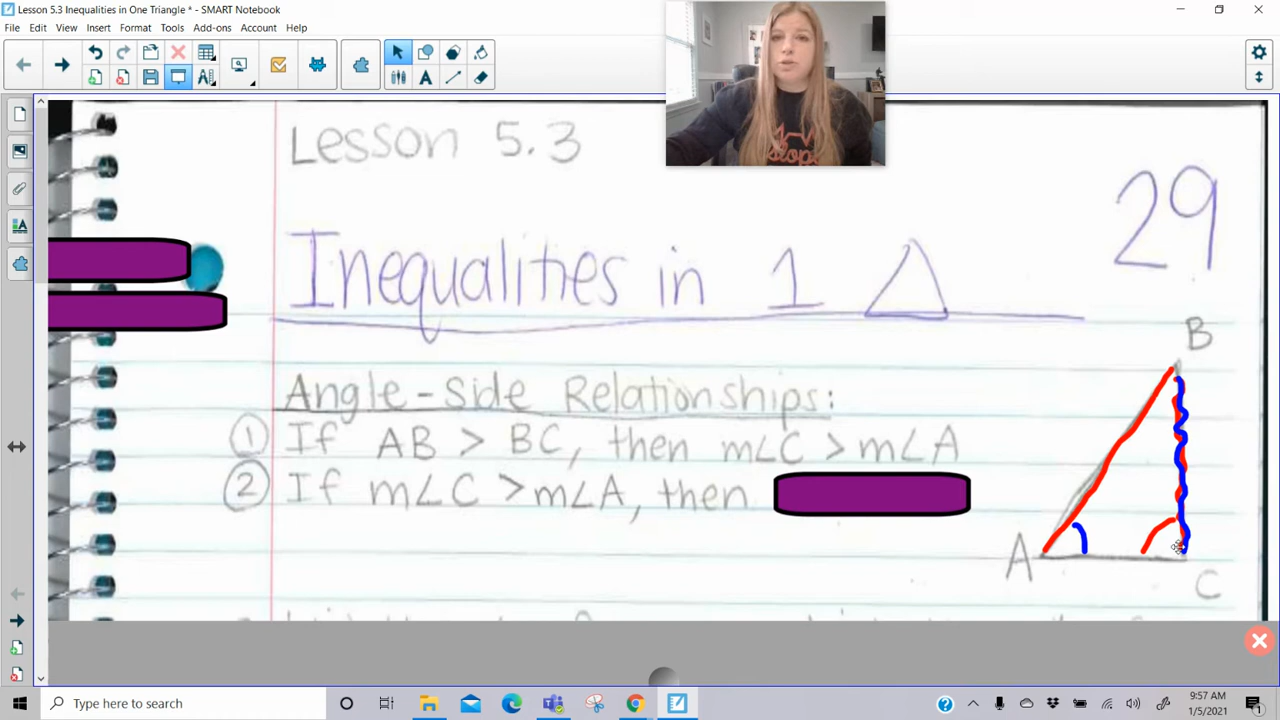 Lesson 5.3 Inequalities in One Triangle * - SMART Notebook
File Edit View Insert Format Tools Add-ons Account Help
Lesson 5.3
29
Inequalities in 1
B
Angle-Side Relationships:
① If AB > BC, then m∠C > m∠A
② If m∠C > m∠A, then
A
C
Type here to search
9:57 AM
1/5/2021